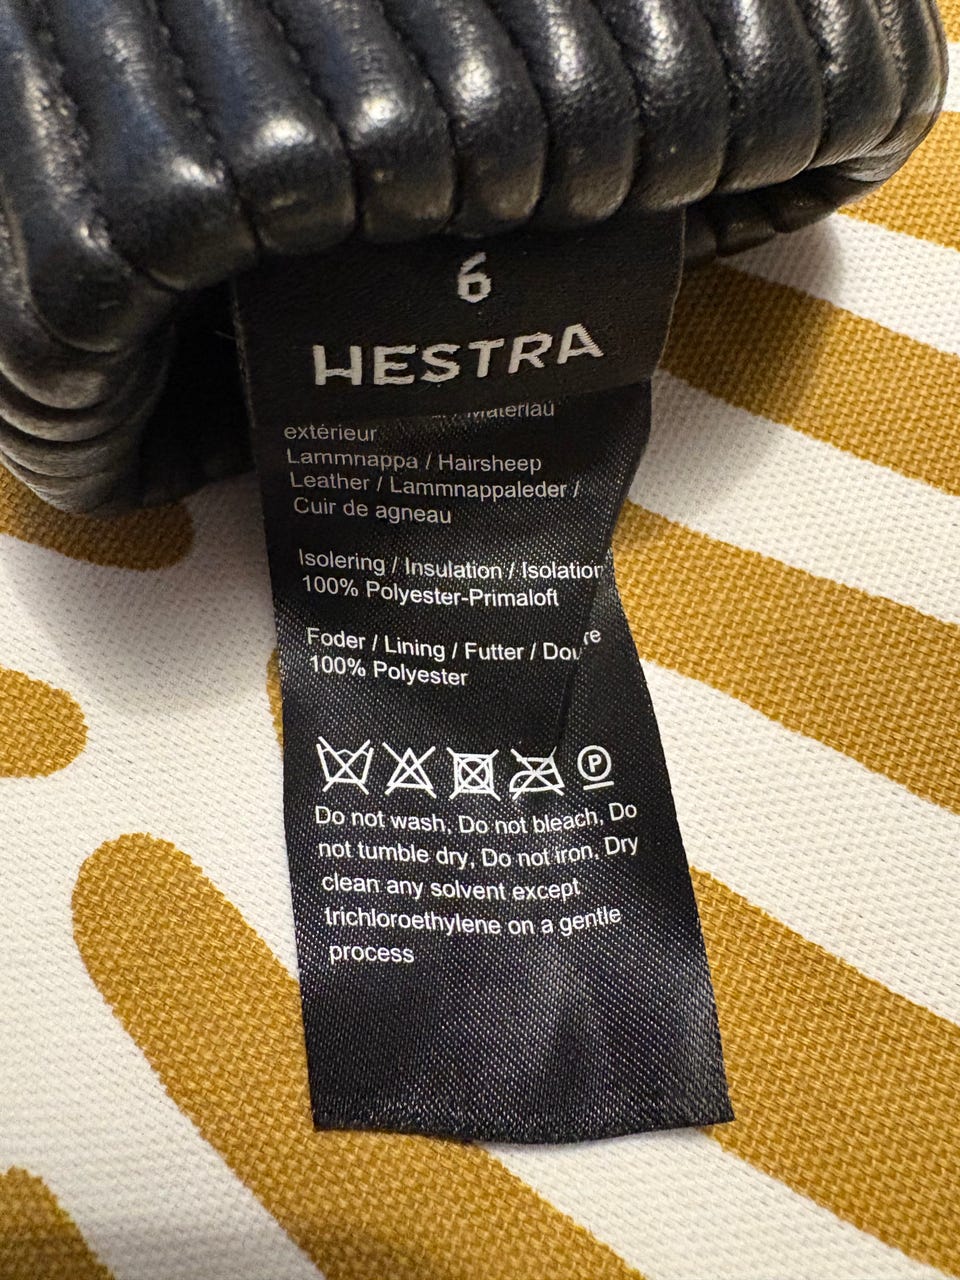 6
HESTRA
Materiau
extérieur
Lammnappa / Hairsheep
Leather / Lammnappaleder /
Cuir de agneau
Isolering / Insulation / Isolation
100% Polyester-Primaloft
Foder / Lining / Futter /
100% Polyester
P
Do not wash, Do not bleach, Do
not tumble dry, Do not iron, Dry
clean any solvent except
trichloroethylene on a gentle
process